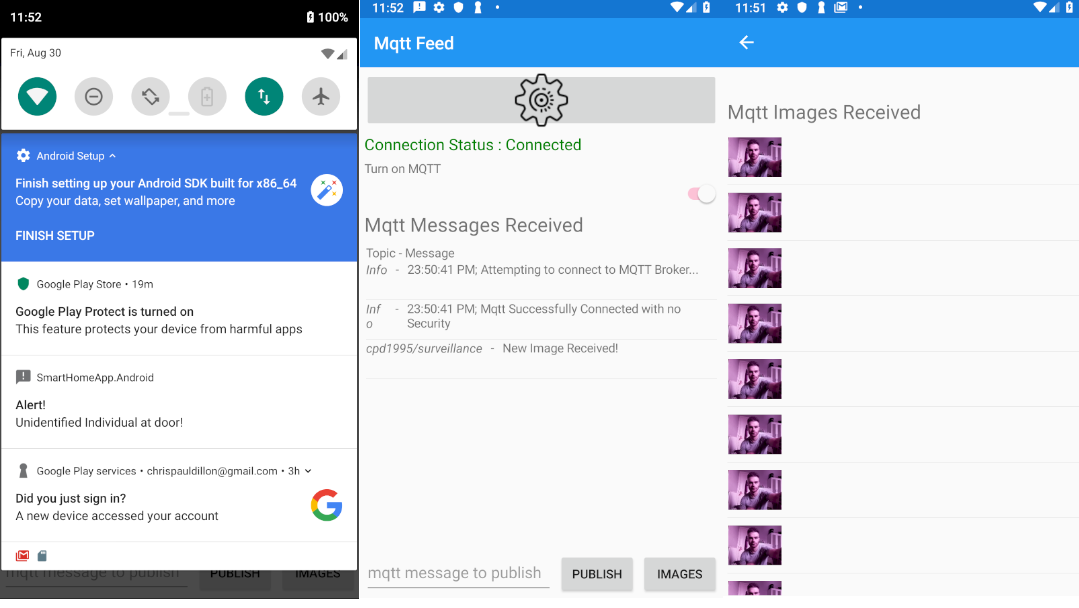 11:52
100%
Fri, Aug 30
Android Setup
Finish setting up your Android SDK built for x86_64
Copy your data, set wallpaper, and more
FINISH SETUP
Google Play Store • 19m
Google Play Protect is turned on
This feature protects your device from harmful apps
SmartHomeApp.Android
Alert!
Unidentified Individual at door!
Google Play services • chrispauldillon@gmail.com • 3h
Did you just sign in?
A new device accessed your account
mqtt message to publish
PUBLISH
IMAGES
11:52
Mqtt Feed
Connection Status : Connected
Turn on MQTT
Mqtt Messages Received
Topic - Message
Info - 23:50:41 PM; Attempting to connect to MQTT Broker...
Inf - 23:50:41 PM; Mqtt Successfully Connected with no
o Security
cpd1995/surveillance - New Image Received!
mqtt message to publish
PUBLISH
IMAGES
11:51
Mqtt Images Received